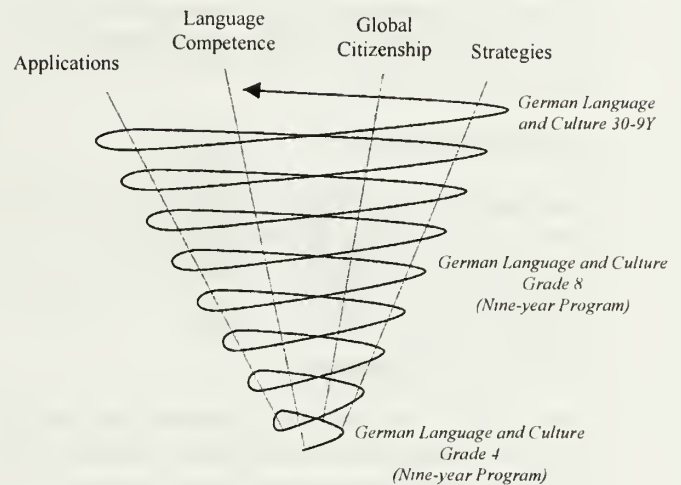 Applications
Language
Competence
Global
Citizenship
Strategies
German Language
and Culture 30-9Y
German Language and Culture
Grade 8
(Nine-year Program)
German Language and Culture
Grade 4
(Nine-year Program)